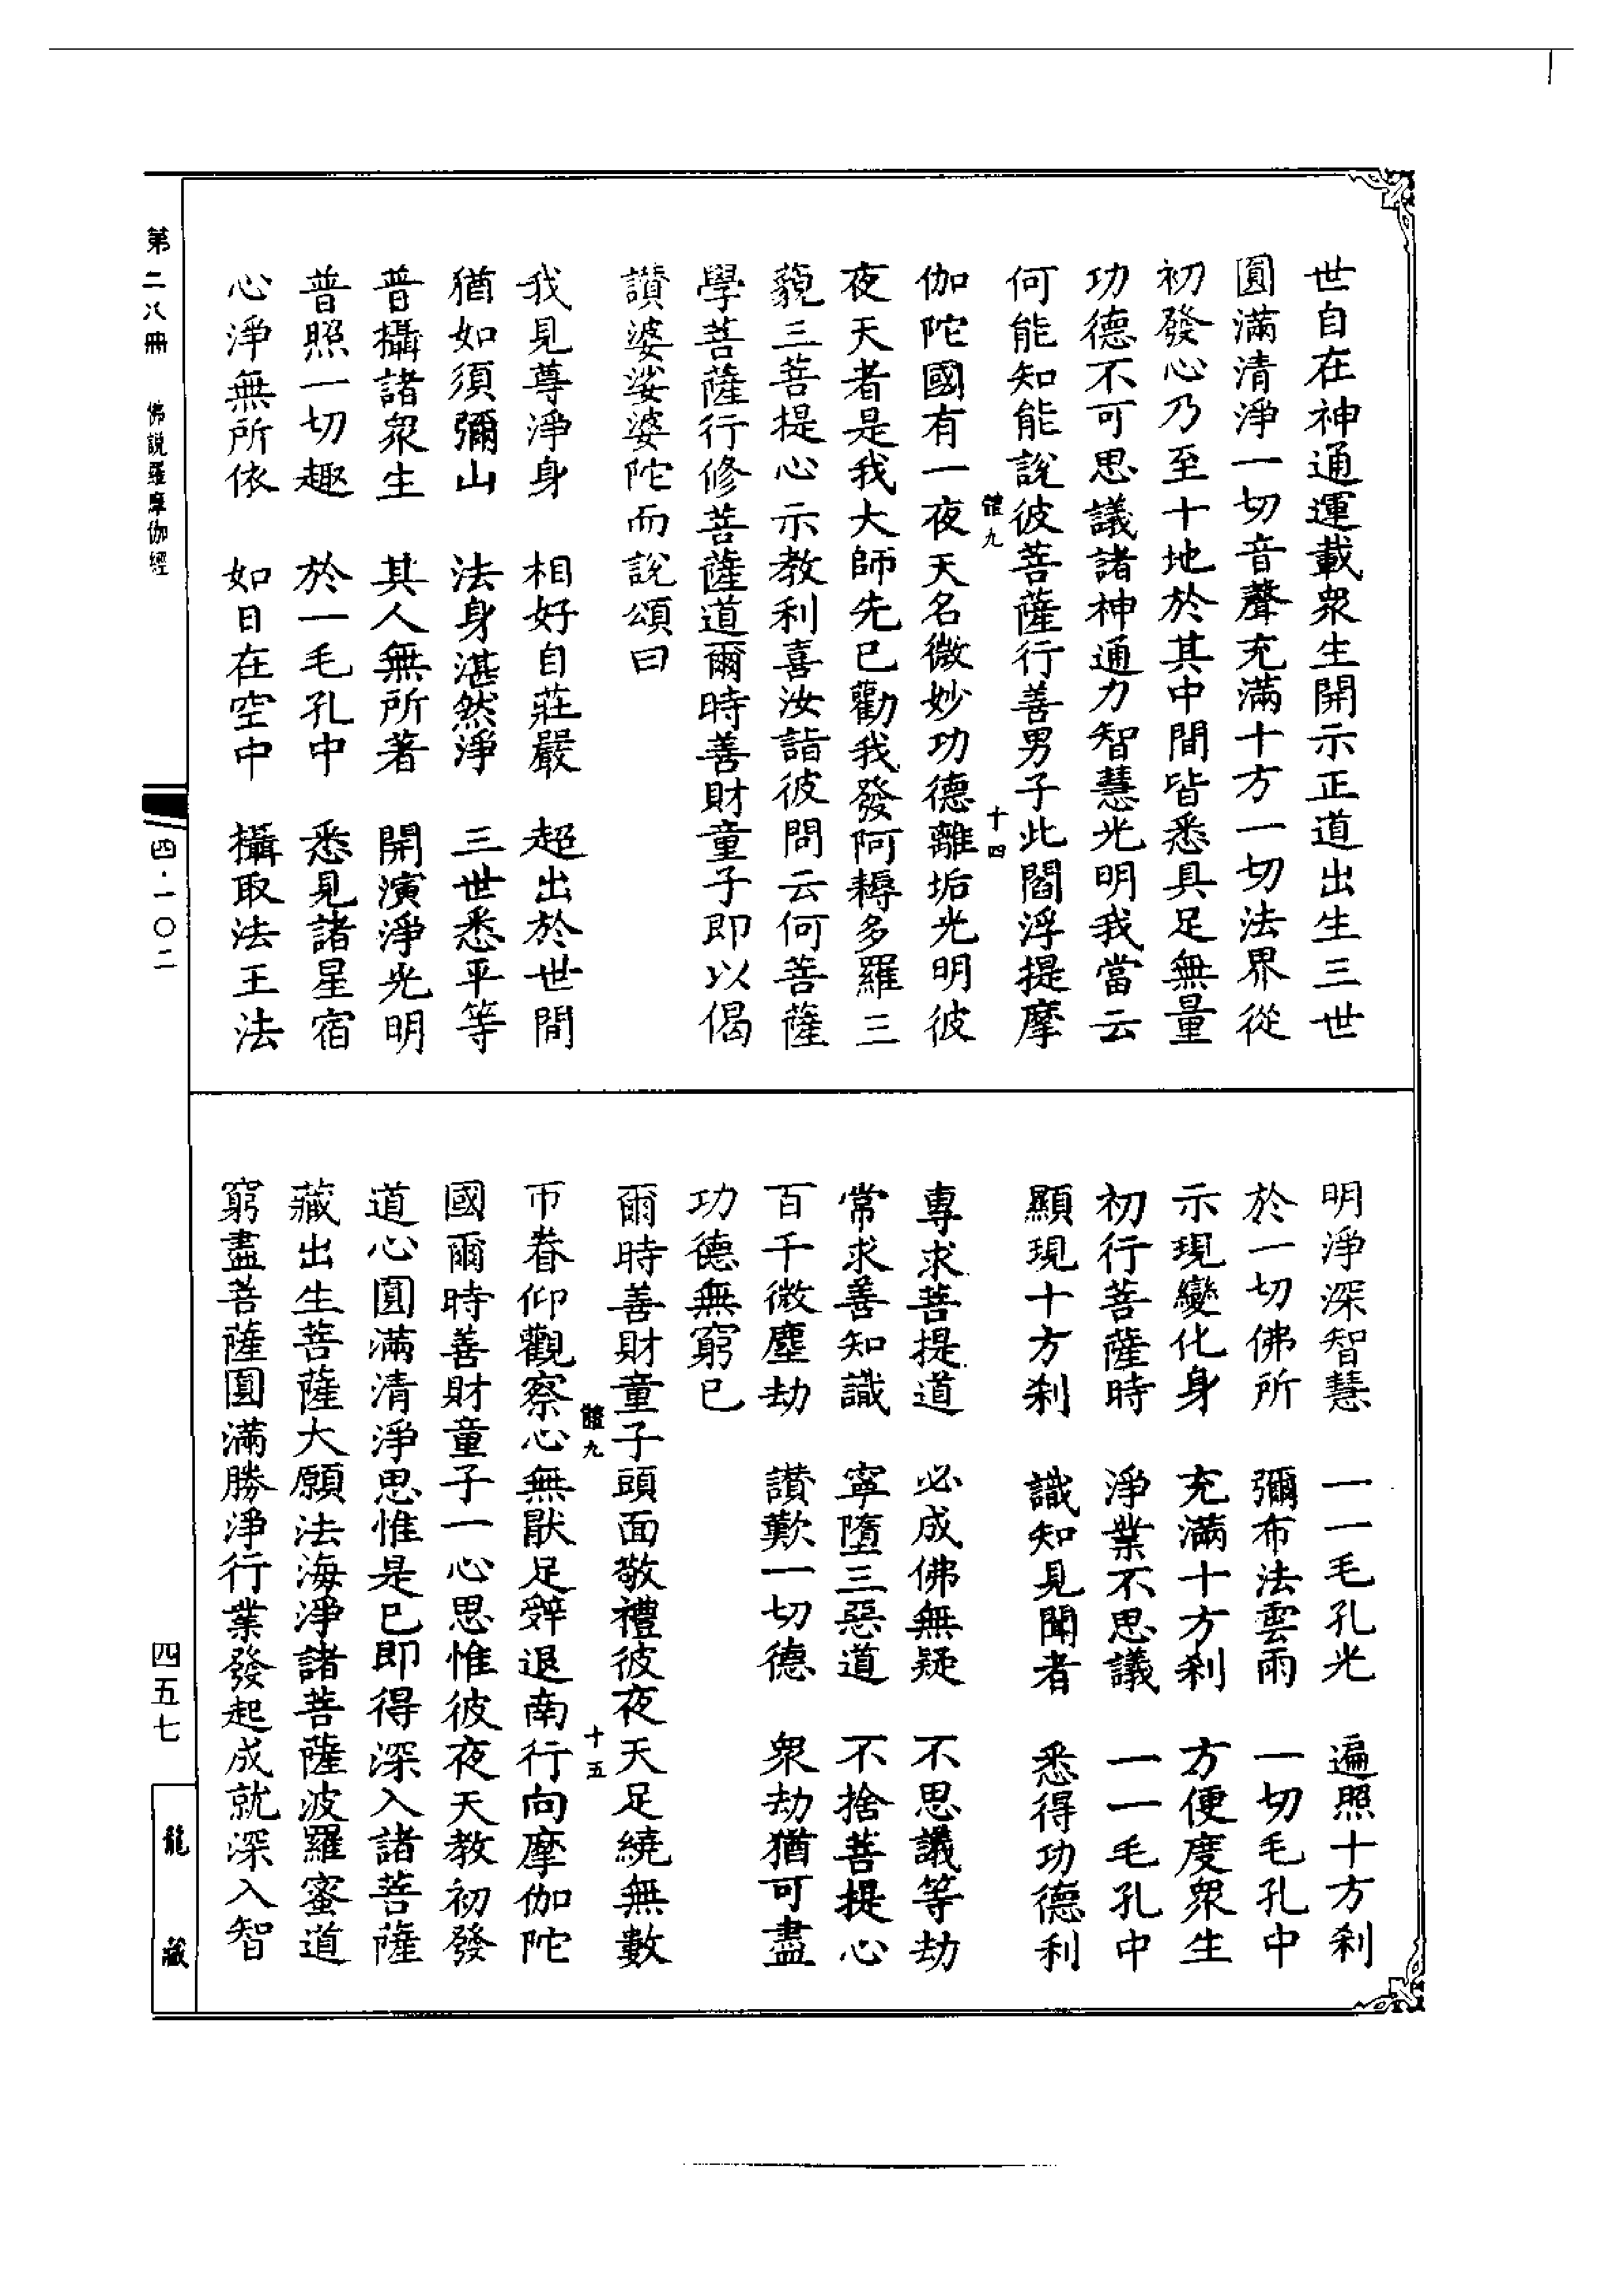 世自在神通運載眾生開示正道出生三世
圓滿清淨一切音聲充滿十方一切法界從
初發心乃至十地於其中間皆悉具足無量
功德不可思議諸神通力智慧光明我當云
何能知能說彼菩薩行善男子此閻浮提摩
體九
十四
伽陀國有一夜天名微妙功德離垢光明彼
夜天者是我大師先已勸我發阿耨多羅三
藐三菩提心示教利喜汝詣彼問云何菩薩
學菩薩行修菩薩道爾時善財童子即以偈
讚婆娑婆陀而說頌曰
我見尊淨身 相好自莊嚴 超出於世間
猶如須彌山 法身湛然淨 三世悉平等
普攝諸眾生 其人無所著 開演淨光明
普照一切趣 於一毛孔中 悉見諸星宿
心淨無所依 如日在空中 攝取法王法
明淨深智慧 一一毛孔光 遍照十方剎
於一切佛所 彌布法雲雨 一切毛孔中
示現變化身 充滿十方剎 方便度眾生
初行菩薩時 淨業不思議 一一毛孔中
顯現十方剎 識知見聞者 悉得功德利
專求菩提道 必成佛無疑 不思議等劫
常求善知識 寧墮三惡道 不捨菩提心
百千微塵劫 讚歎一切德 眾劫猶可盡
功德無窮已
爾時善財童子頭面敬禮彼夜天足繞無數
體九
十五
帀眷仰觀察心無厭足辭退南行向摩伽陀
國爾時善財童子一心思惟彼夜天教初發
道心圓滿清淨思惟是已即得深入諸菩薩
藏出生菩薩大願法海淨諸菩薩波羅蜜道
窮盡菩薩圓滿勝淨行業發起成就深入智
第二八冊 佛說羅摩伽經
四·一〇二
四五七
龍藏